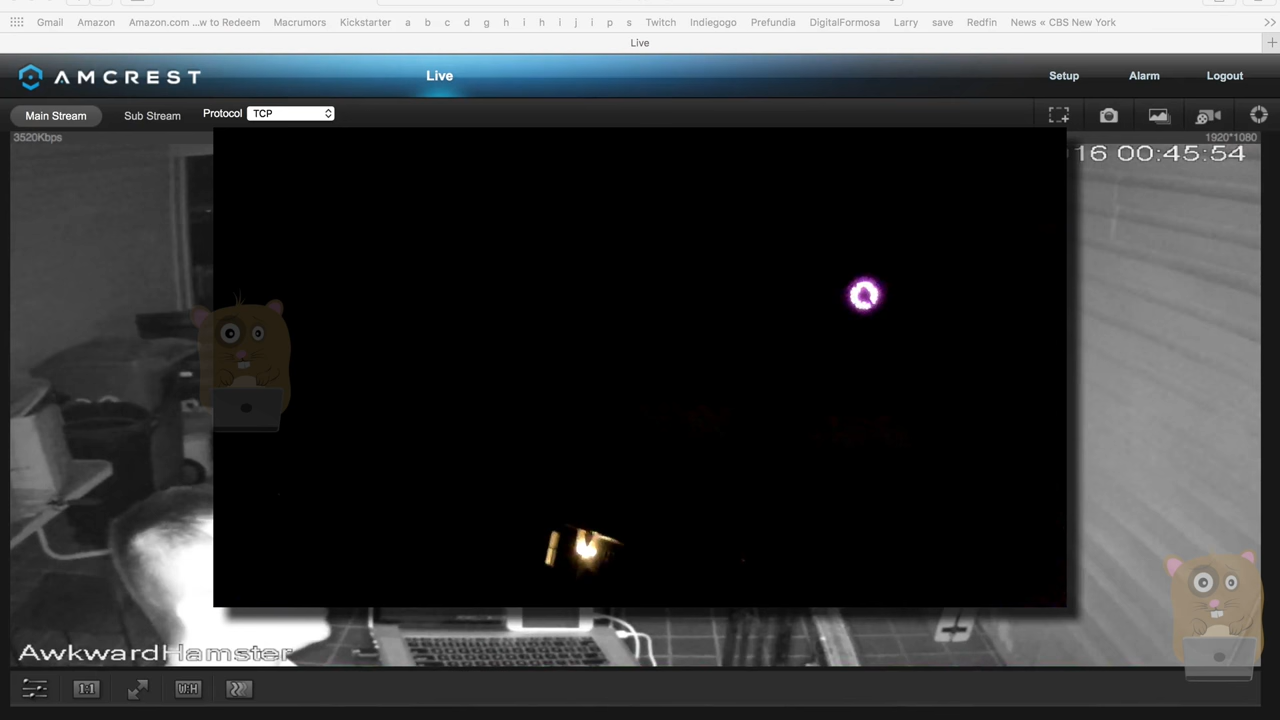 Gmail Amazon Amazon.com ...w to Redeem Macrumors Kickstarter a b c d g h i j i p s Twitch Indiegogo Prefundia DigitalFormosa Larry save Redfin News « CBS New York >>
Live
AMCREST Live Setup Alarm Logout
Main Stream Sub Stream Protocol TCP
3520Kbps 1920*1080
16 00:45:54
AwkwardHamster
1:1 W:H